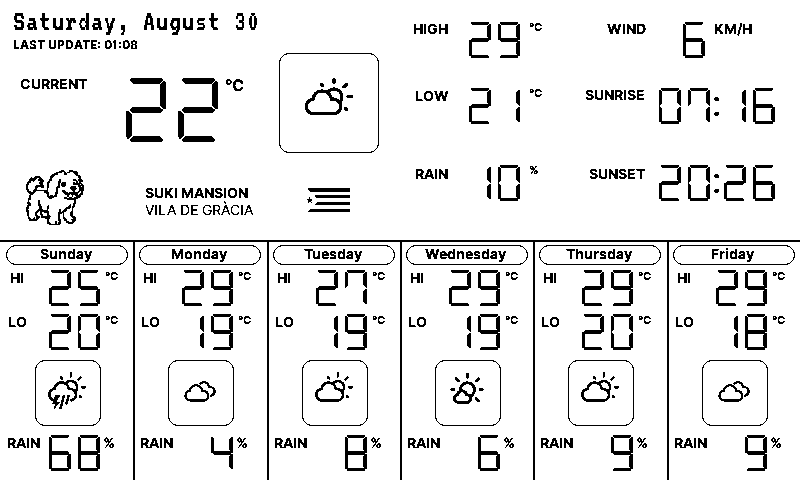 Saturday, August 30
LAST UPDATE: 01:08
CURRENT 22 °C
SUKI MANSION
VILA DE GRÀCIA
HIGH 29 °C
LOW 21 °C
RAIN 10 %
WIND 6 KM/H
SUNRISE 07:16
SUNSET 20:26
Sunday
HI 25 °C
LO 20 °C
RAIN 68 %
Monday
HI 29 °C
LO 19 °C
RAIN 4 %
Tuesday
HI 27 °C
LO 19 °C
RAIN 8 %
Wednesday
HI 29 °C
LO 19 °C
RAIN 6 %
Thursday
HI 29 °C
LO 20 °C
RAIN 9 %
Friday
HI 29 °C
LO 18 °C
RAIN 9 %